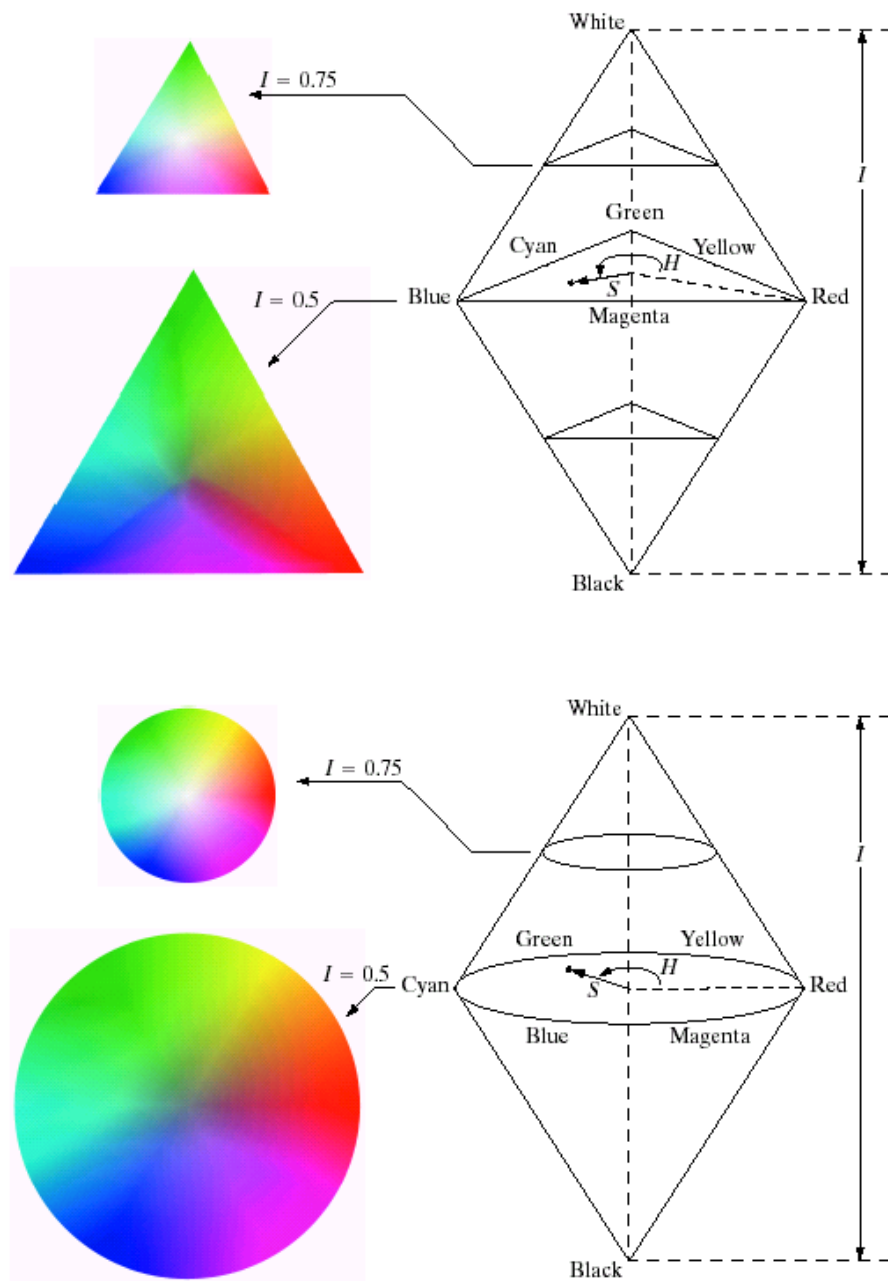 White
I = 0.75
I
Green
Cyan
Yellow
H
I = 0.5
Blue
S
Red
Magenta
Black
White
I = 0.75
I
Green
Yellow
H
I = 0.5
Cyan
S
Red
Blue
Magenta
Black